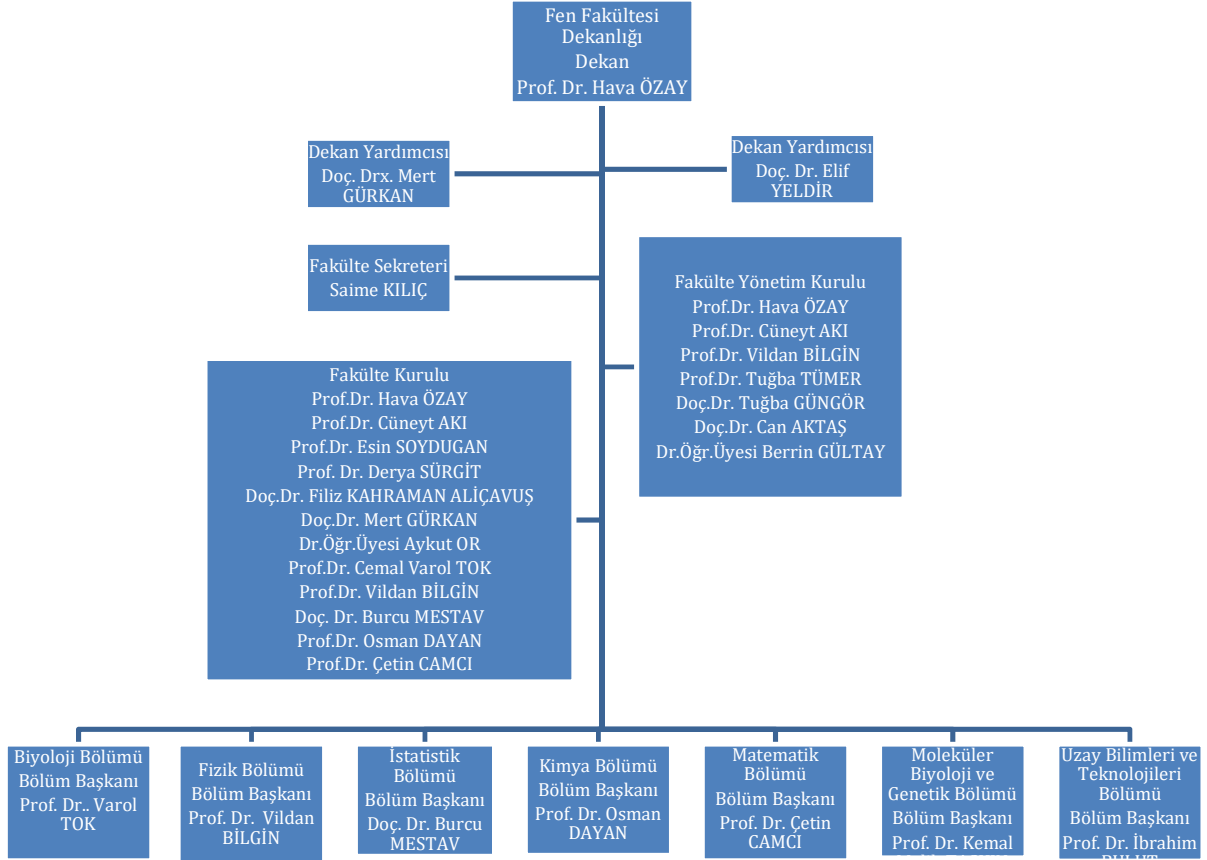 Fen Fakültesi
Dekanlığı
Dekan
Prof. Dr. Hava ÖZAY
Dekan Yardımcısı
Doç. Drx. Mert
GÜRKAN
Dekan Yardımcısı
Doç. Dr. Elif
YELDİR
Fakülte Sekreteri
Saime KILIÇ
Fakülte Yönetim Kurulu
Prof.Dr. Hava ÖZAY
Prof.Dr. Cüneyt AKI
Prof.Dr. Vildan BİLGİN
Prof.Dr. Tuğba TÜMER
Doç.Dr. Tuğba GÜNGÖR
Doç.Dr. Can AKTAŞ
Dr.Öğr.Üyesi Berrin GÜLTAY
Fakülte Kurulu
Prof.Dr. Hava ÖZAY
Prof.Dr. Cüneyt AKI
Prof.Dr. Esin SOYDUGAN
Prof. Dr. Derya SÜRGİT
Doç.Dr. Filiz KAHRAMAN ALİÇAVUŞ
Doç.Dr. Mert GÜRKAN
Dr.Öğr.Üyesi Aykut OR
Prof.Dr. Cemal Varol TOK
Prof.Dr. Vildan BİLGİN
Doç. Dr. Burcu MESTAV
Prof.Dr. Osman DAYAN
Prof.Dr. Çetin CAMCI
Biyoloji Bölümü
Bölüm Başkanı
Prof. Dr.. Varol
TOK
Fizik Bölümü
Bölüm Başkanı
Prof. Dr. Vildan
BİLGİN
İstatistik
Bölümü
Bölüm Başkanı
Doç. Dr. Burcu
MESTAV
Kimya Bölümü
Bölüm Başkanı
Prof. Dr. Osman
DAYAN
Matematik
Bölümü
Bölüm Başkanı
Prof. Dr. Çetin
CAMCI
Moleküler
Biyoloji ve
Genetik Bölümü
Bölüm Başkanı
Prof. Dr. Kemal
Uzay Bilimleri ve
Teknolojileri
Bölümü
Bölüm Başkanı
Prof. Dr. İbrahim
BULUT